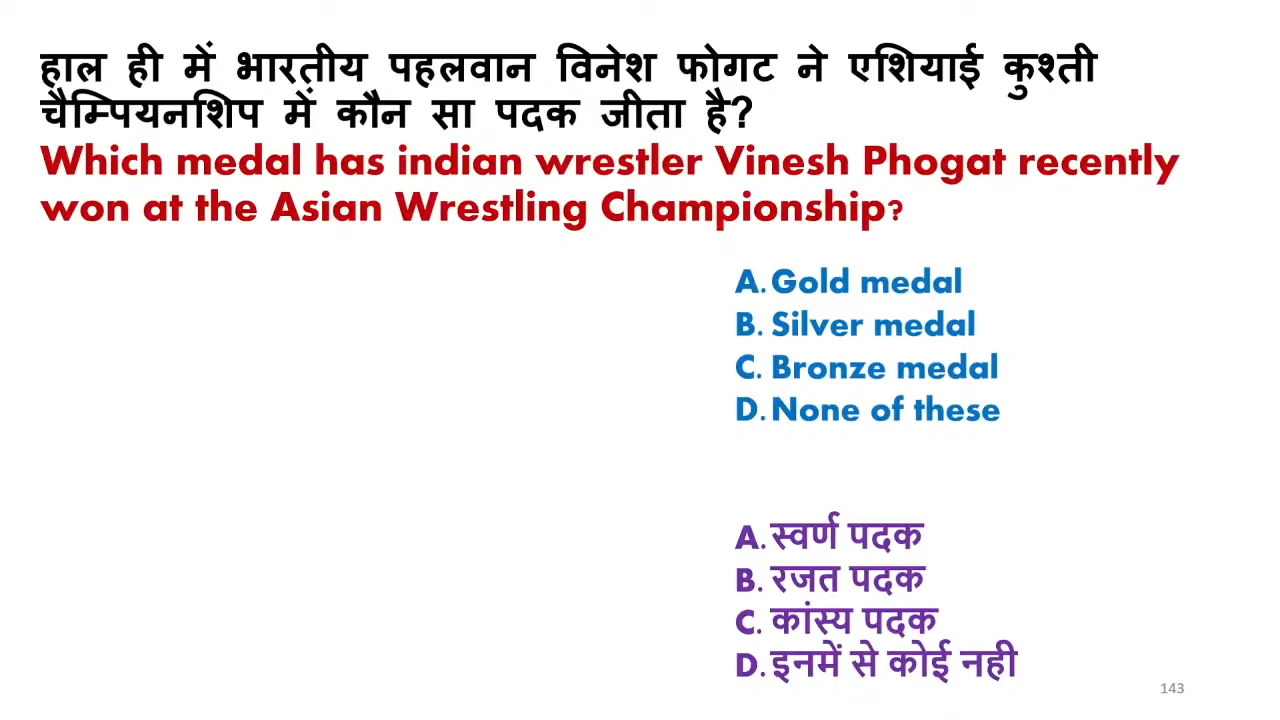 हाल ही में भारतीय पहलवान विनेश फोगट ने एशियाई कुश्ती
चैम्पियनशिप में कौन सा पदक जीता है?
Which medal has indian wrestler Vinesh Phogat recently
won at the Asian Wrestling Championship?
A. Gold medal
B. Silver medal
C. Bronze medal
D. None of these
A. स्वर्ण पदक
B. रजत पदक
C. कांस्य पदक
D. इनमें से कोई नही
143